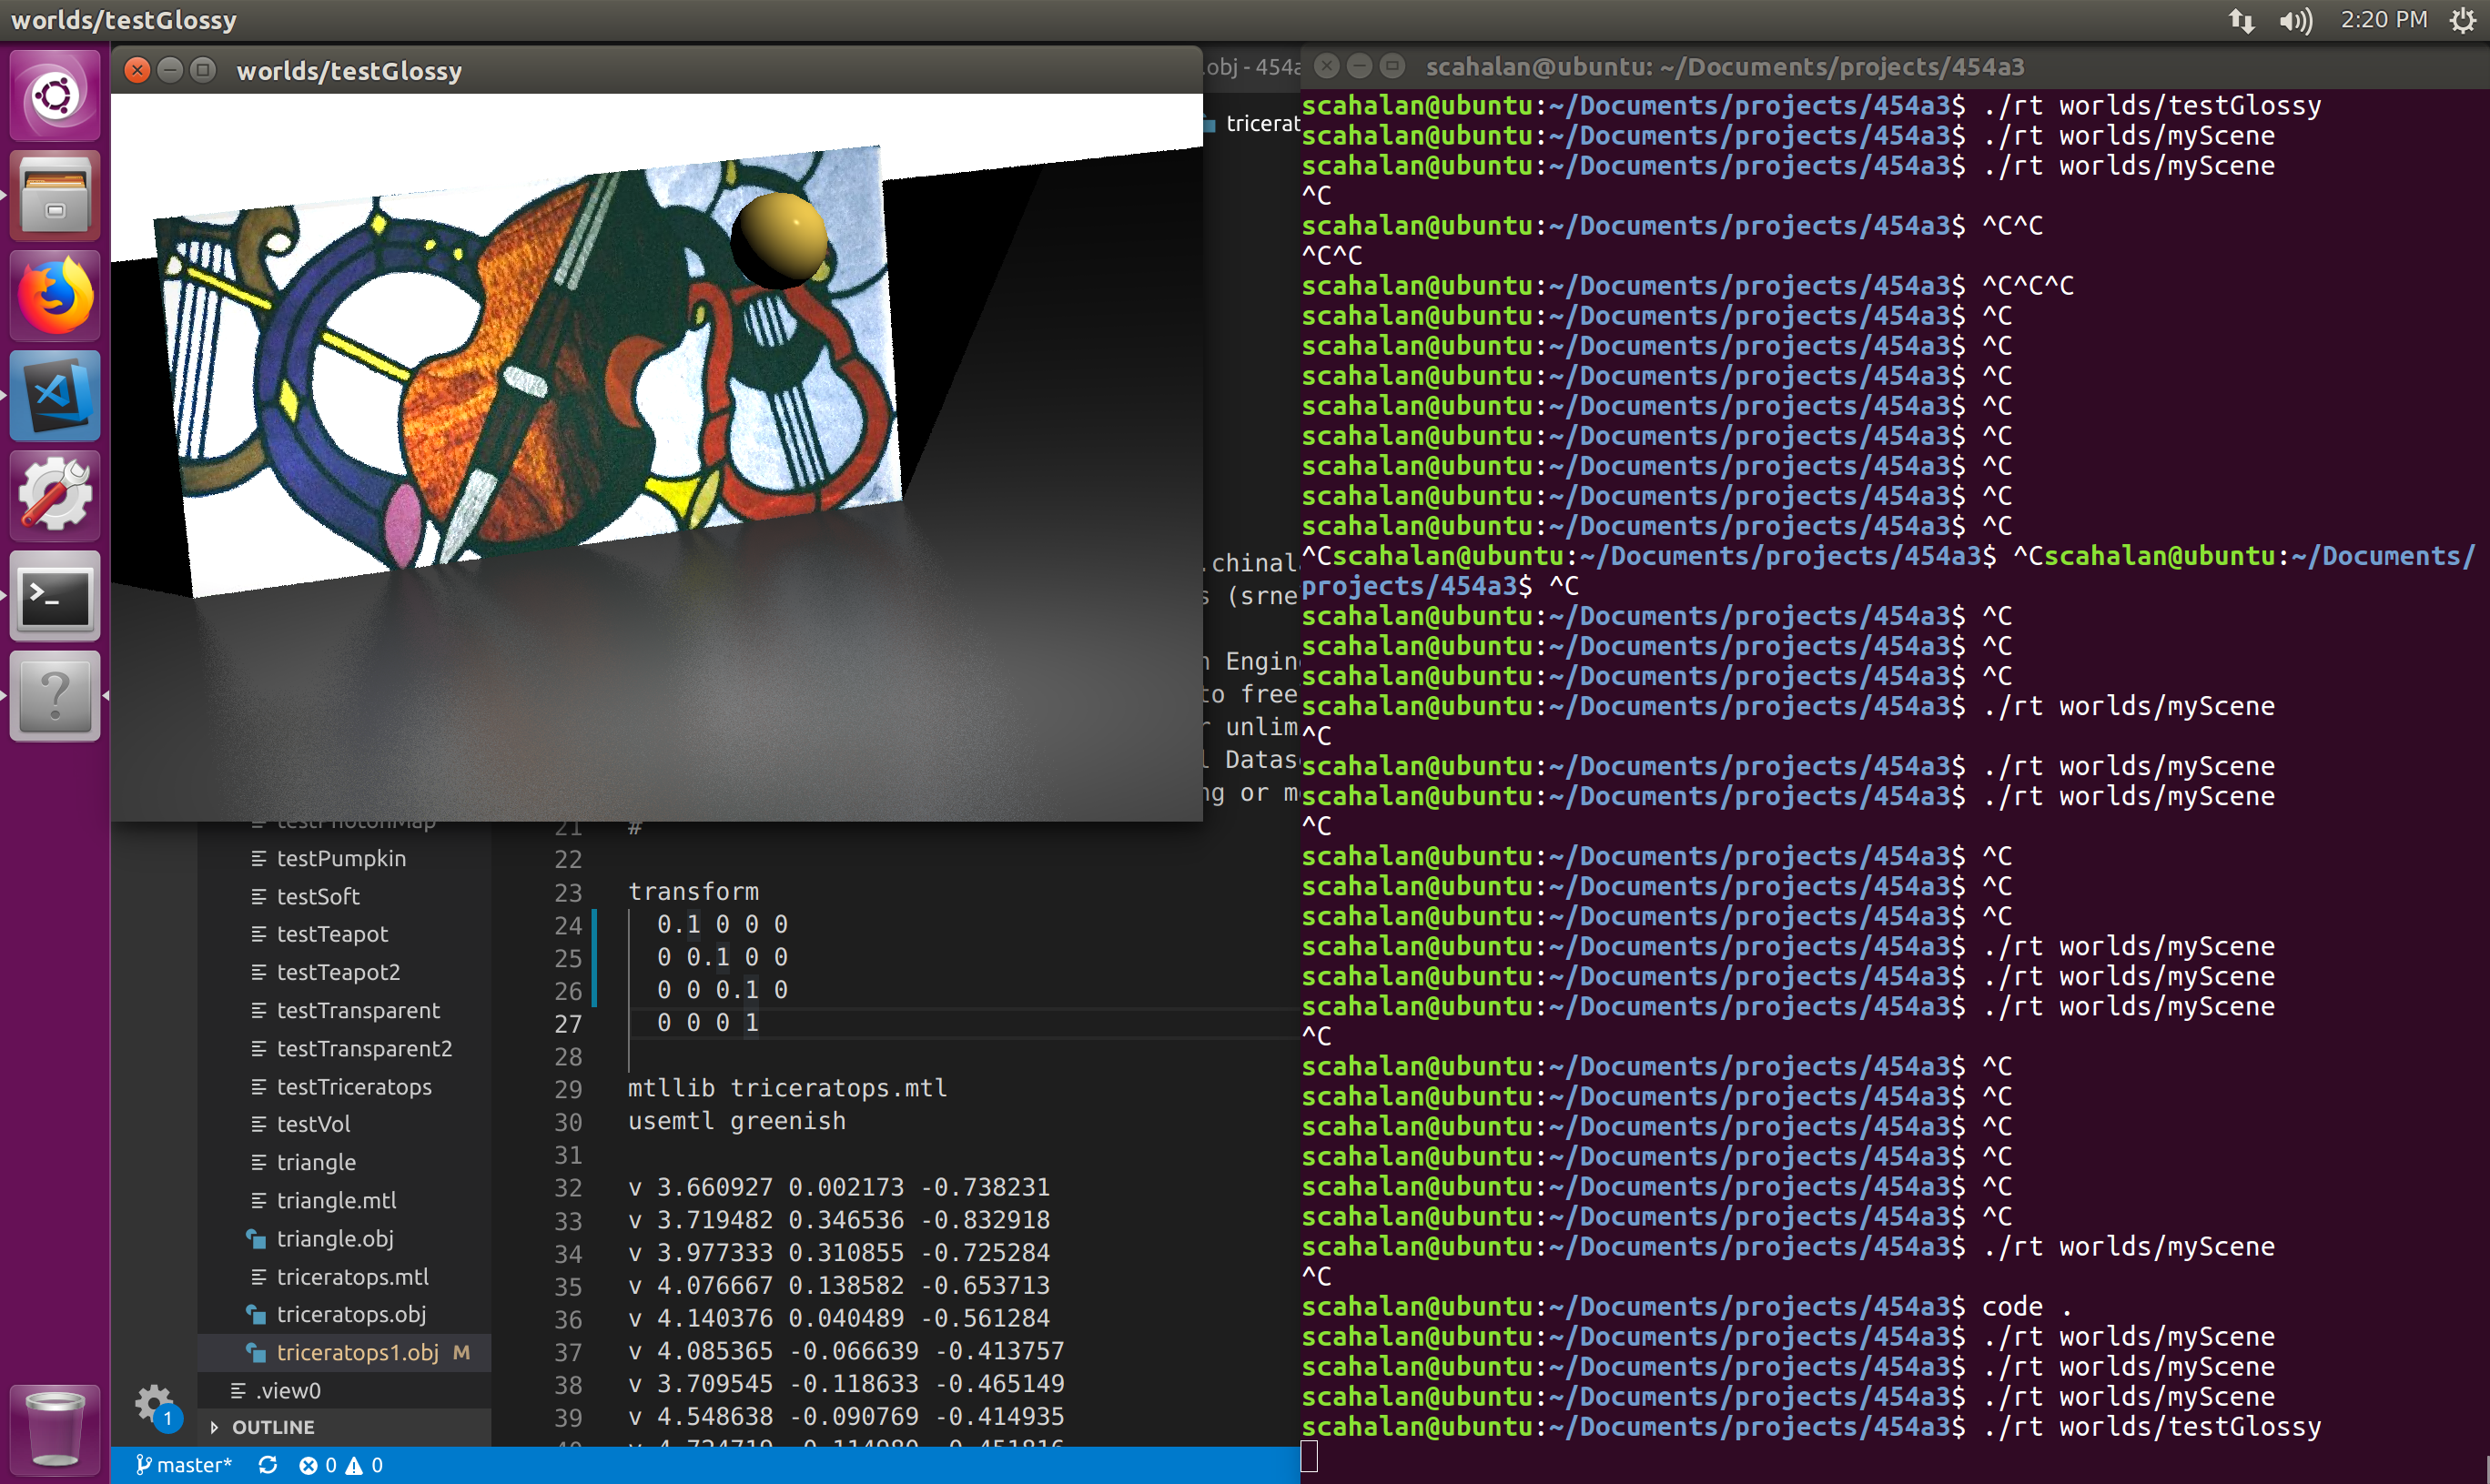 worlds/testGlossy
2:20 PM
worlds/testGlossy
.obj - 454a
tricerat
.chinal
s (srne
n Engin
to free
r unlim
l Datas
ng or m
testPhotonMap
testPumpkin
testSoft
testTeapot
testTeapot2
testTransparent
testTransparent2
testTriceratops
testVol
triangle
triangle.mtl
triangle.obj
triceratops.mtl
triceratops.obj
triceratops1.obj M
.view0
OUTLINE
1
master* 0 0
21 #
22
23 transform
24 0.1 0 0 0
25 0 0.1 0 0
26 0 0 0.1 0
27 0 0 0 1
28
29 mtllib triceratops.mtl
30 usemtl greenish
31
32 v 3.660927 0.002173 -0.738231
33 v 3.719482 0.346536 -0.832918
34 v 3.977333 0.310855 -0.725284
35 v 4.076667 0.138582 -0.653713
36 v 4.140376 0.040489 -0.561284
37 v 4.085365 -0.066639 -0.413757
38 v 3.709545 -0.118633 -0.465149
39 v 4.548638 -0.090769 -0.414935
40 v 4.724719 -0.114980 -0.451816
scahalan@ubuntu: ~/Documents/projects/454a3
scahalan@ubuntu:~/Documents/projects/454a3$ ./rt worlds/testGlossy
scahalan@ubuntu:~/Documents/projects/454a3$ ./rt worlds/myScene
scahalan@ubuntu:~/Documents/projects/454a3$ ./rt worlds/myScene
^C
scahalan@ubuntu:~/Documents/projects/454a3$ ^C^C
^C^C
scahalan@ubuntu:~/Documents/projects/454a3$ ^C^C^C
scahalan@ubuntu:~/Documents/projects/454a3$ ^C
scahalan@ubuntu:~/Documents/projects/454a3$ ^C
scahalan@ubuntu:~/Documents/projects/454a3$ ^C
scahalan@ubuntu:~/Documents/projects/454a3$ ^C
scahalan@ubuntu:~/Documents/projects/454a3$ ^C
scahalan@ubuntu:~/Documents/projects/454a3$ ^C
scahalan@ubuntu:~/Documents/projects/454a3$ ^C
scahalan@ubuntu:~/Documents/projects/454a3$ ^C
^Cscahalan@ubuntu:~/Documents/projects/454a3$ ^Cscahalan@ubuntu:~/Documents/
projects/454a3$ ^C
scahalan@ubuntu:~/Documents/projects/454a3$ ^C
scahalan@ubuntu:~/Documents/projects/454a3$ ^C
scahalan@ubuntu:~/Documents/projects/454a3$ ^C
scahalan@ubuntu:~/Documents/projects/454a3$ ./rt worlds/myScene
^C
scahalan@ubuntu:~/Documents/projects/454a3$ ./rt worlds/myScene
scahalan@ubuntu:~/Documents/projects/454a3$ ./rt worlds/myScene
^C
scahalan@ubuntu:~/Documents/projects/454a3$ ^C
scahalan@ubuntu:~/Documents/projects/454a3$ ^C
scahalan@ubuntu:~/Documents/projects/454a3$ ^C
scahalan@ubuntu:~/Documents/projects/454a3$ ./rt worlds/myScene
scahalan@ubuntu:~/Documents/projects/454a3$ ./rt worlds/myScene
scahalan@ubuntu:~/Documents/projects/454a3$ ./rt worlds/myScene
^C
scahalan@ubuntu:~/Documents/projects/454a3$ ^C
scahalan@ubuntu:~/Documents/projects/454a3$ ^C
scahalan@ubuntu:~/Documents/projects/454a3$ ^C
scahalan@ubuntu:~/Documents/projects/454a3$ ^C
scahalan@ubuntu:~/Documents/projects/454a3$ ^C
scahalan@ubuntu:~/Documents/projects/454a3$ ^C
scahalan@ubuntu:~/Documents/projects/454a3$ ./rt worlds/myScene
^C
scahalan@ubuntu:~/Documents/projects/454a3$ code .
scahalan@ubuntu:~/Documents/projects/454a3$ ./rt worlds/myScene
scahalan@ubuntu:~/Documents/projects/454a3$ ./rt worlds/myScene
scahalan@ubuntu:~/Documents/projects/454a3$ ./rt worlds/myScene
scahalan@ubuntu:~/Documents/projects/454a3$ ./rt worlds/testGlossy